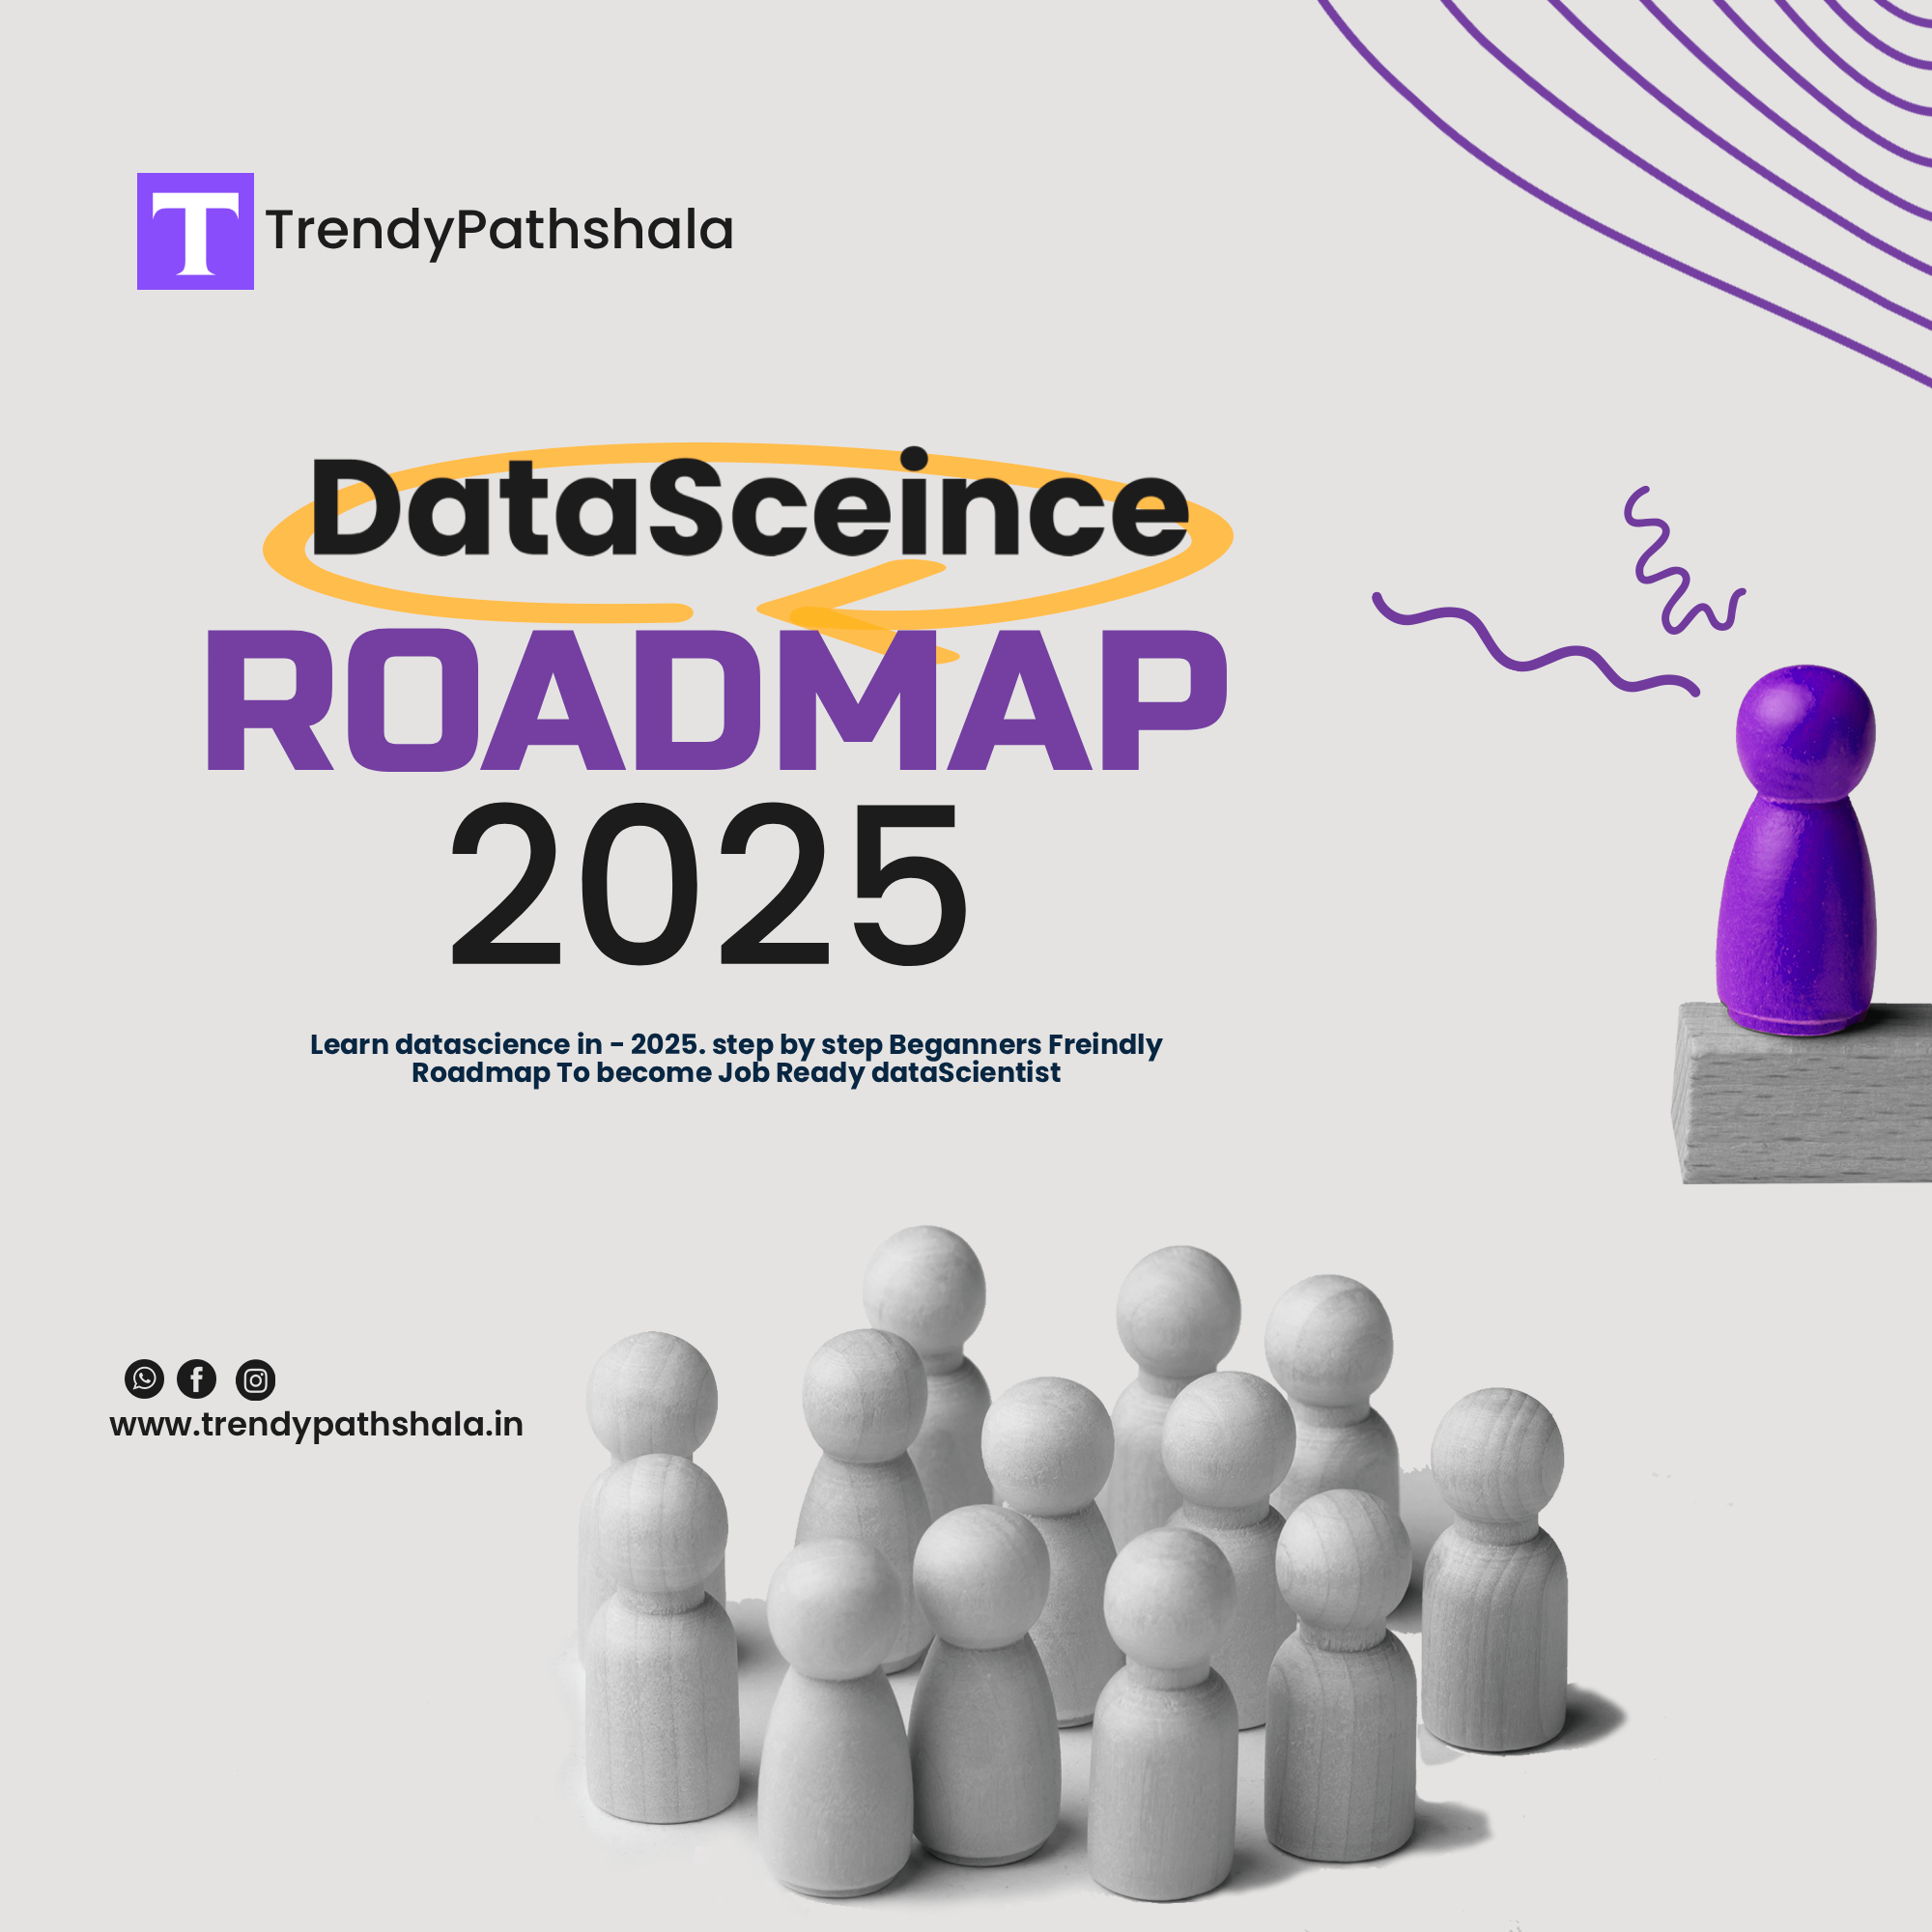 T TrendyPathshala
DataSceince
ROADMAP
2025
Learn datascience in - 2025. step by step Beganners Freindly
Roadmap To become Job Ready dataScientist
www.trendypathshala.in